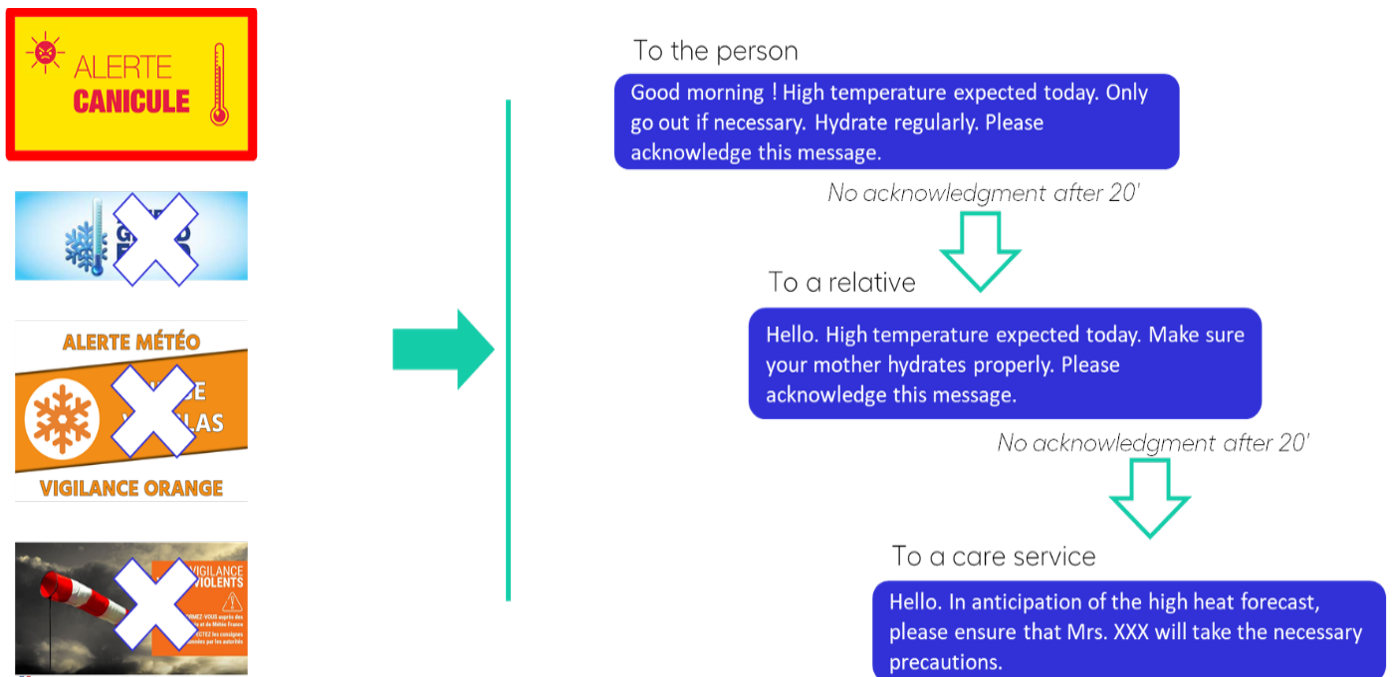 ALERTE
CANICULE
ALERTE MÉTÉO
VIGILANCE ORANGE
VIGILANCE
To the person
Good morning ! High temperature expected today. Only
go out if necessary. Hydrate regularly. Please
acknowledge this message.
No acknowledgment after 20'
To a relative
Hello. High temperature expected today. Make sure
your mother hydrates properly. Please
acknowledge this message.
No acknowledgment after 20'
To a care service
Hello. In anticipation of the high heat forecast,
please ensure that Mrs. XXX will take the necessary
precautions.